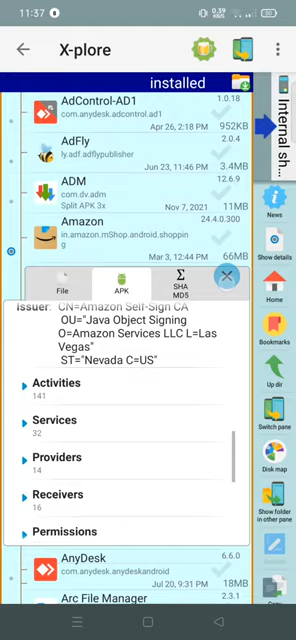 11:37
0.39
KB/S
50
X-plore
installed
AdControl-AD1
1.0.18
com.anydesk.adcontrol.ad1
Apr 26, 2:18 PM 952KB
AdFly
2.0.4
ly.adf.adflypublisher
Jun 23, 11:46 PM 3.4MB
ADM
12.6.9
com.dv.adm
Split APK 3x
Nov 7, 2021 11MB
Amazon
24.4.0.300
in.amazon.mShop.android.shoppin
g
Mar 3, 12:44 PM 66MB
File
APK
Σ
SHA
MD5
Issuer: CN=Amazon Self-Sign CA
OU="Java Object Signing
O=Amazon Services LLC L=Las
Vegas"
ST="Nevada C=US"
Activities
141
Services
32
Providers
14
Receivers
16
Permissions
AnyDesk
6.6.0
com.anydesk.anydeskandroid
Jul 20, 9:31 PM 18MB
Arc File Manager
2.3.1
Internal sh...
News
Show details
Home
Bookmarks
Up dir
Switch pane
Disk map
Show folder
in other pane